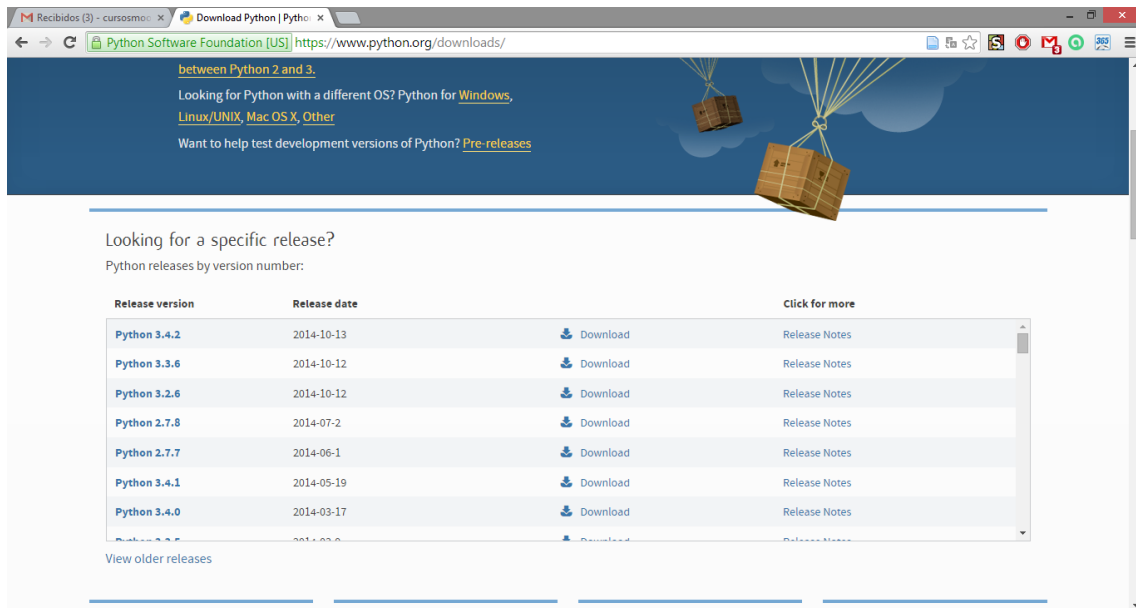 Recibidos (3) - cursosmoo
Download Python | Pytho
Python Software Foundation [US] https://www.python.org/downloads/
3
365
between Python 2 and 3.
Looking for Python with a different OS? Python for Windows,
Linux/UNIX, Mac OS X, Other
Want to help test development versions of Python? Pre-releases
Looking for a specific release?
Python releases by version number:
Release version Release date Click for more
Python 3.4.2 2014-10-13 Download Release Notes
Python 3.3.6 2014-10-12 Download Release Notes
Python 3.2.6 2014-10-12 Download Release Notes
Python 2.7.8 2014-07-2 Download Release Notes
Python 2.7.7 2014-06-1 Download Release Notes
Python 3.4.1 2014-05-19 Download Release Notes
Python 3.4.0 2014-03-17 Download Release Notes
View older releases